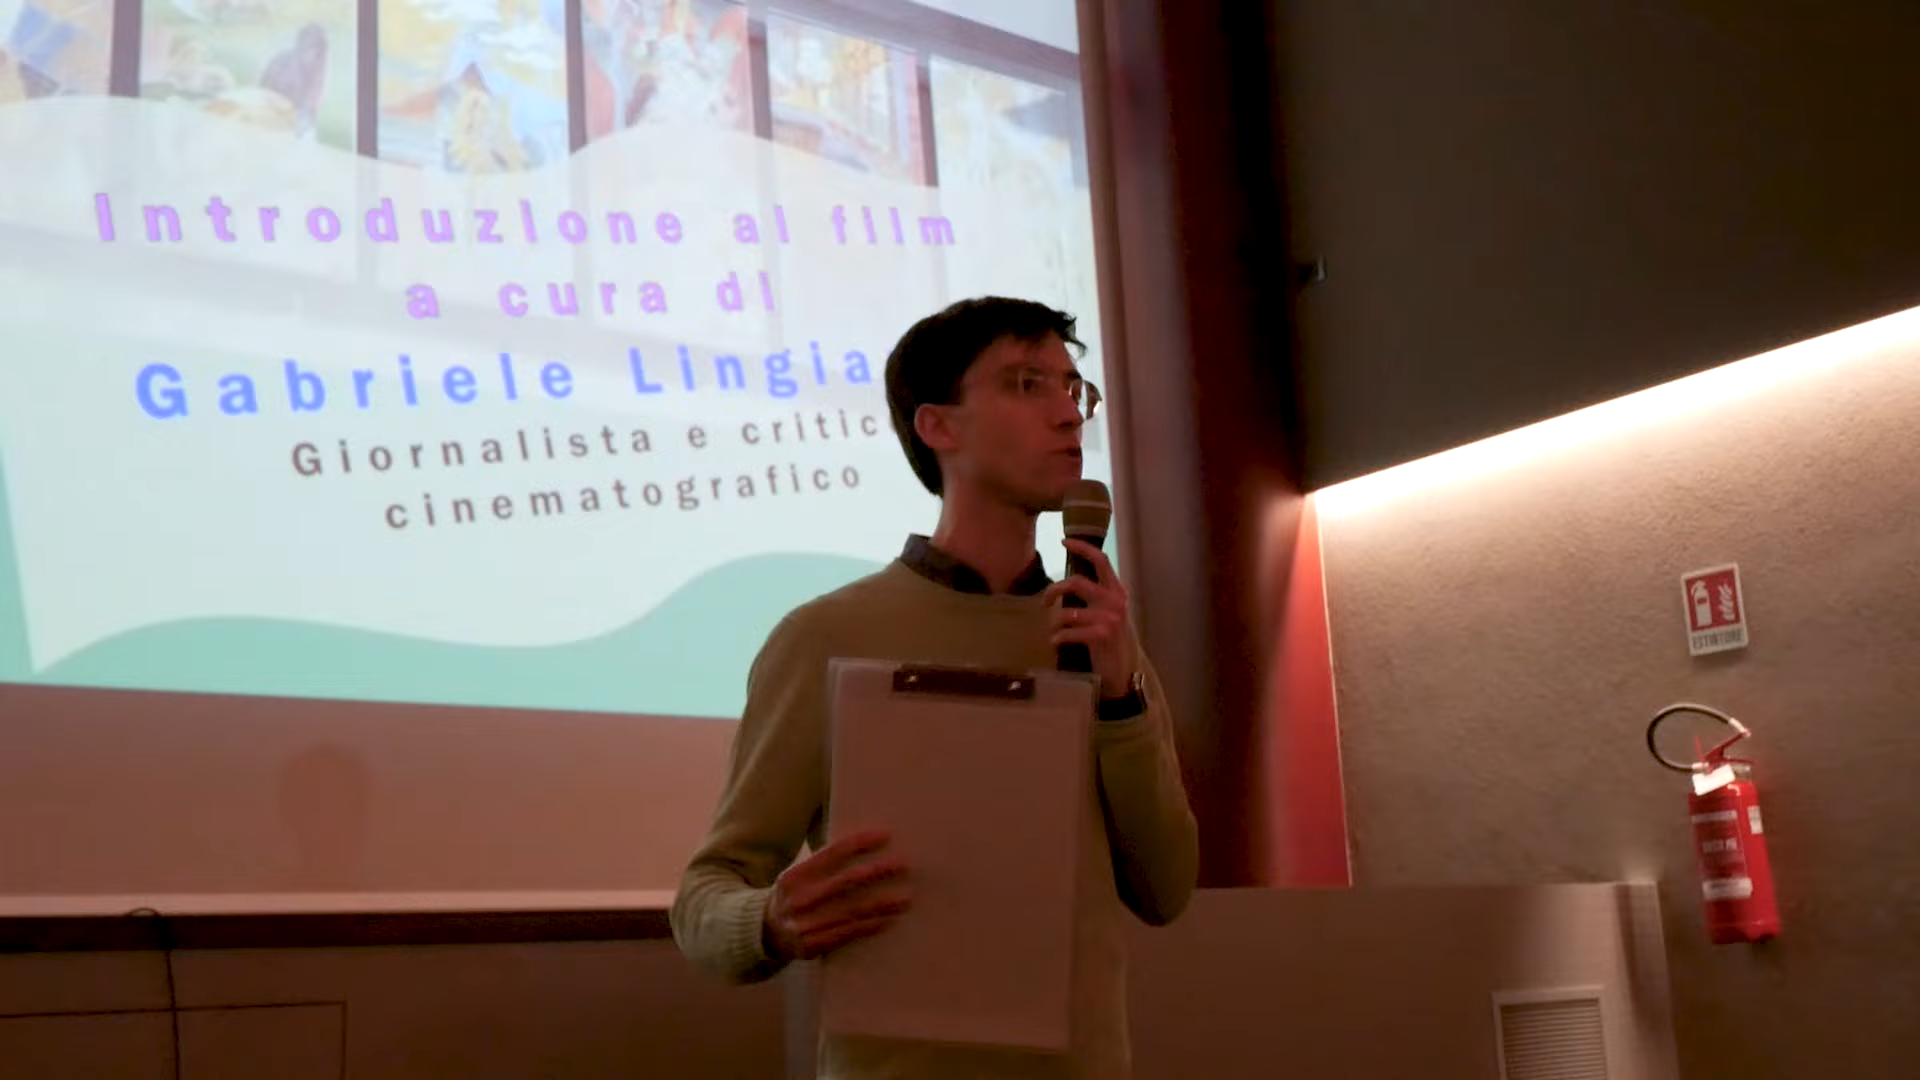 Introduzione al film
a cura di
Gabriele Lingia
Giornalista e critic
cinematografico
ESTINTORE